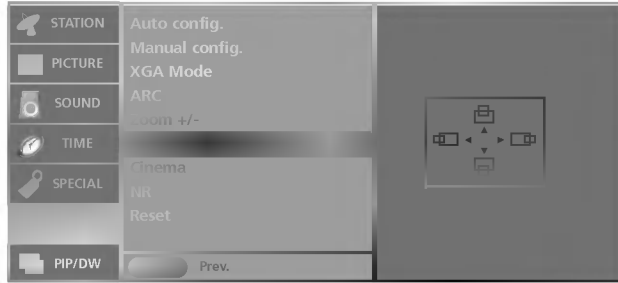 STATION
PICTURE
SOUND
TIME
SPECIAL
PIP/DW
Auto config.
Manual config.
XGA Mode
ARC
Zoom +/-
Cinema
NR
Reset
Prev.